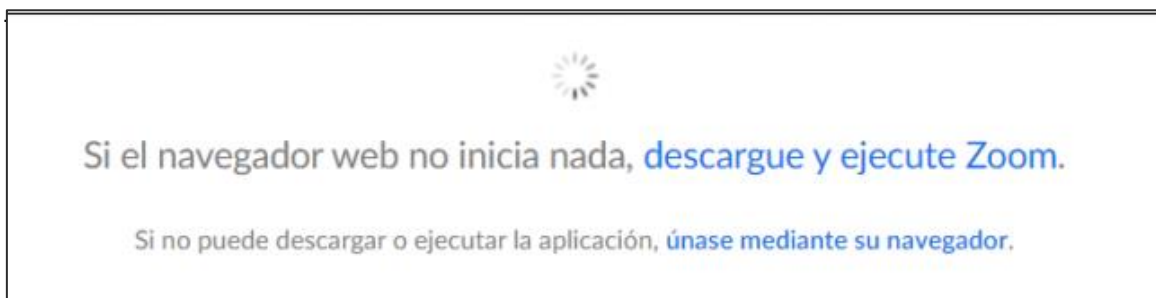 Si el navegador web no inicia nada, descargue y ejecute Zoom.
Si no puede descargar o ejecutar la aplicación, únase mediante su navegador.